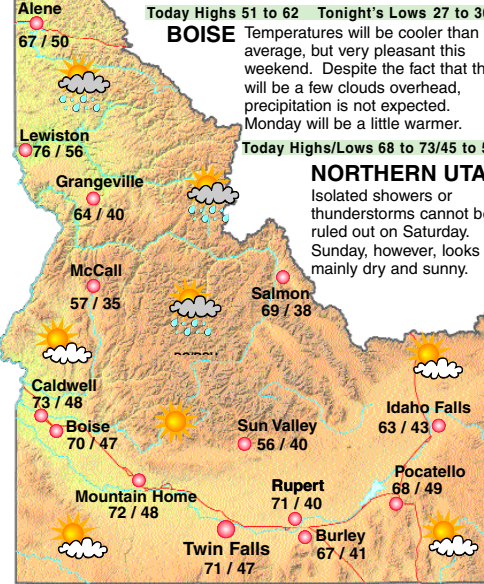 Alene
67 / 50
Today Highs 51 to 62 Tonight's Lows 27 to
BOISE Temperatures will be cooler than
average, but very pleasant this
weekend. Despite the fact that
will be a few clouds overhead,
precipitation is not expected.
Monday will be a little warmer.
Today Highs/Lows 68 to 73/45 to
NORTHERN
Isolated showers or
thunderstorms cannot be
ruled out on Saturday.
Sunday, however, looks
mainly dry and sunny.
Lewiston
76 / 56
Grangeville
64 / 40
McCall
57 / 35
Salmon
69 / 38
Caldwell
73 / 48
Boise
70 / 47
Sun Valley
56 / 40
Idaho Falls
63 / 43
Pocatello
68 / 49
Mountain Home
72 / 48
Rupert
71 / 40
Burley
67 / 41
Twin Falls
71 / 47